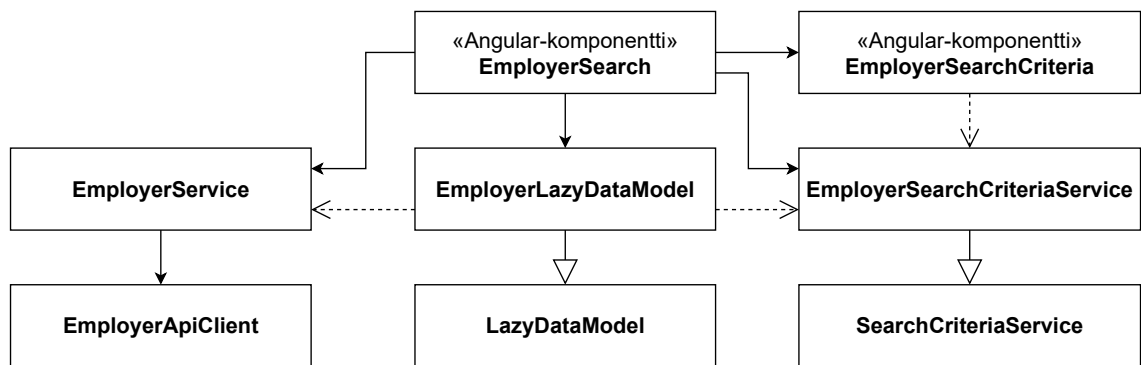 «Angular-komponentti»
EmployerSearch
«Angular-komponentti»
EmployerSearchCriteria
EmployerService
EmployerLazyDataModel
EmployerSearchCriteriaService
EmployerApiClient
LazyDataModel
SearchCriteriaService